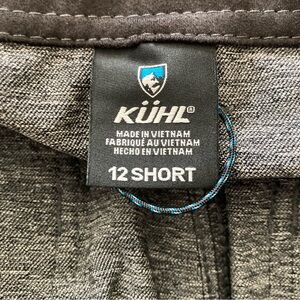 KÜHL®
MADE IN VIETNAM
FABRIQUÉ AU VIETNAM
HECHO EN VIETNAM
12 SHORT